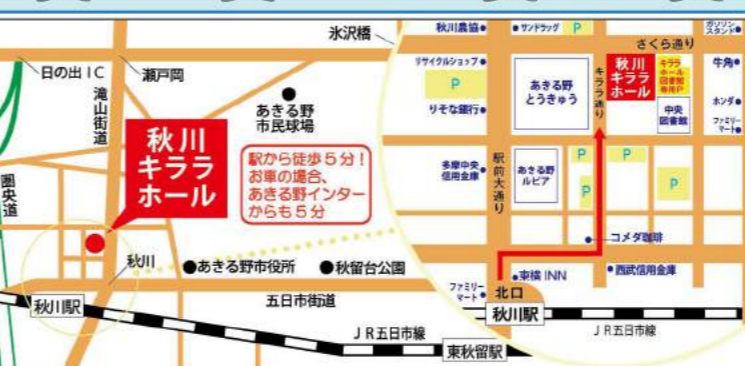 氷沢橋
日の出IC
瀬戸岡
滝山街道
あきる野
市民球場
秋川
キララ
ホール
駅から徒歩5分！
お車の場合、
あきる野インター
からも5分
圏央道
秋川
あきる野市役所
秋留台公園
五日市街道
秋川駅
JR五日市線
東秋留駅
秋川農協
サンドラッグ
P
ガソリン
スタンド
さくら通り
リサイクルショップ
P
りそな銀行
あきる野
とうきゅう
キララ通り
秋川
キララ
ホール
キララ
ホール
図書館
専用P
牛角
中央
図書館
ホンダ
ファミリー
マート
多摩中央
信用金庫
駅前大通り
あきる野
ルピア
P
P
P
P
コメダ珈琲
東横INN
西武信用金庫
ファミリー
マート
北口
秋川駅
JR五日市線